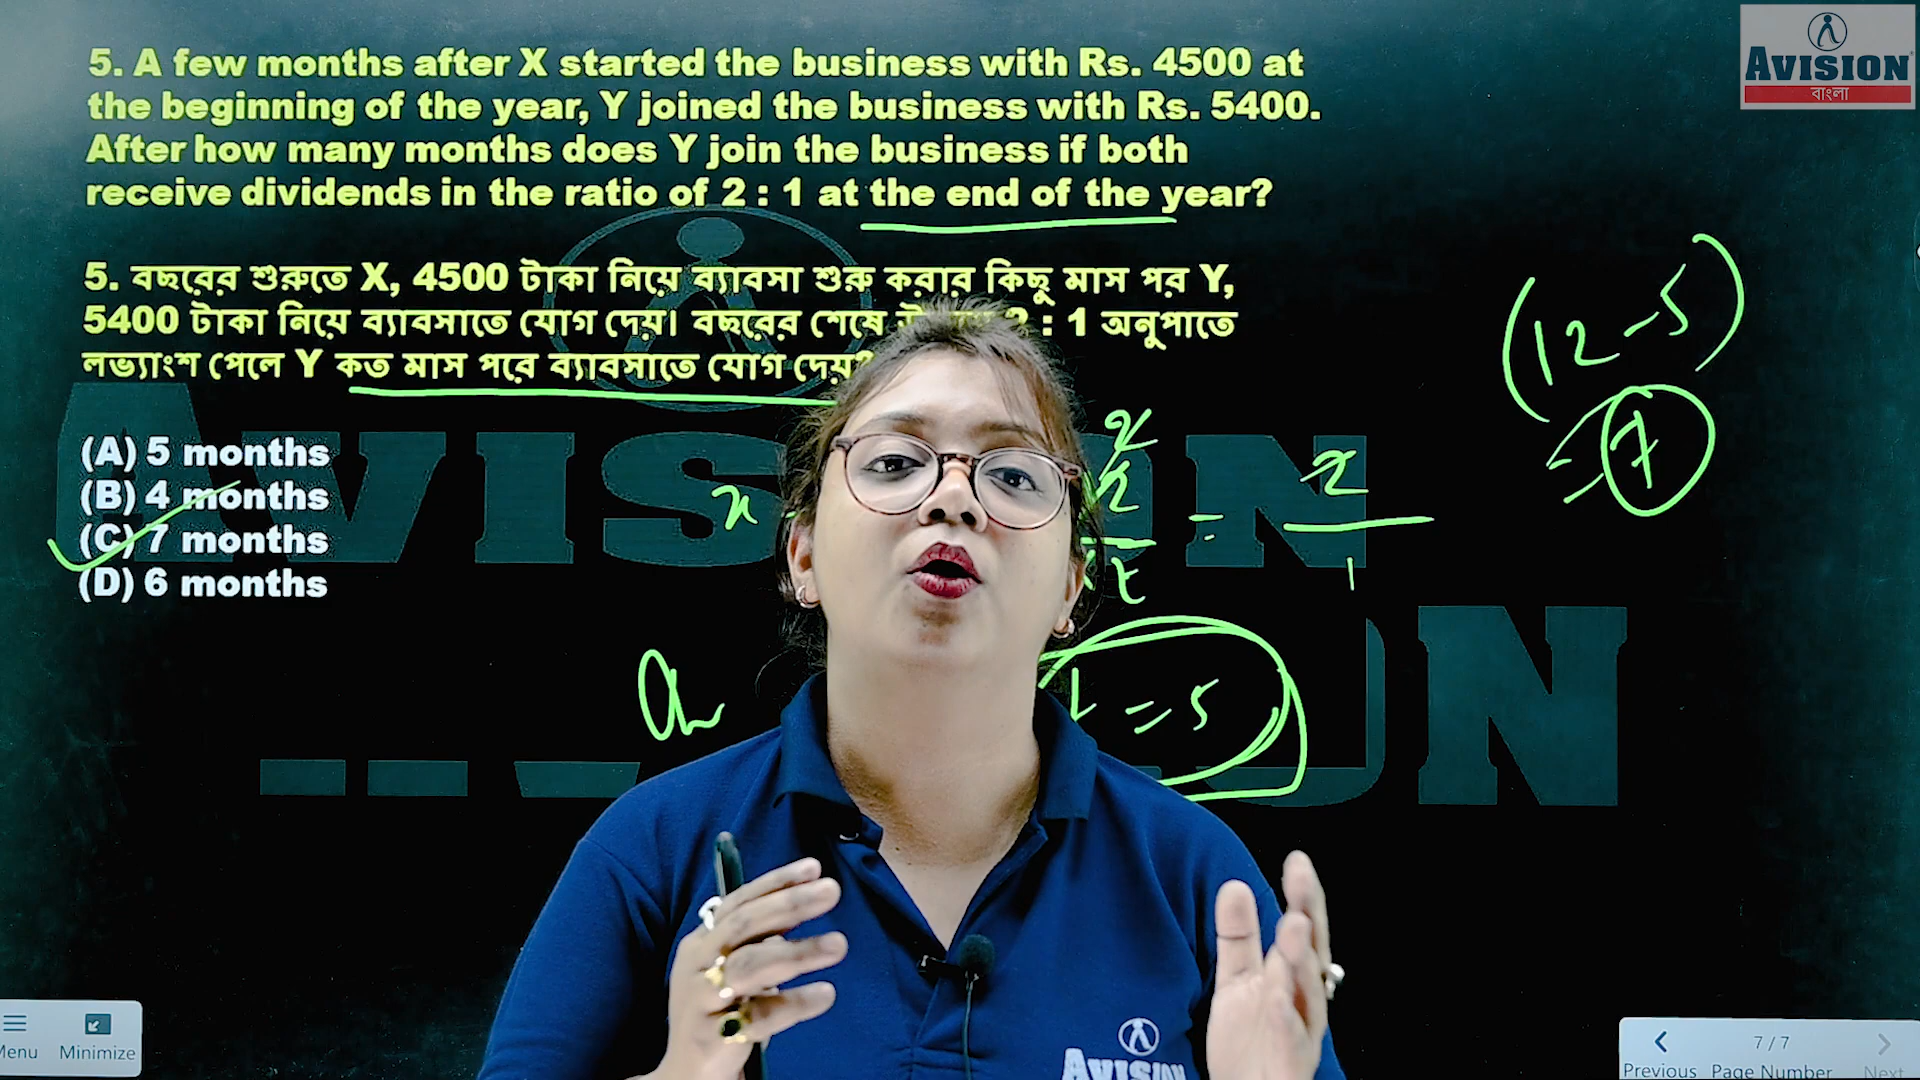 5. A few months after X started the business with Rs. 4500 at
the beginning of the year, Y joined the business with Rs. 5400.
After how many months does Y join the business if both
receive dividends in the ratio of 2 : 1 at the end of the year?
5. বছরের শুরুতে X, 4500 টাকা নিয়ে ব্যাবসা শুরু করার কিছু মাস পর Y,
5400 টাকা নিয়ে ব্যাবসাতে যোগ দেয়। বছরের শেষে : 1 অনুপাতে
লভ্যাংশ পেলে Y কত মাস পরে ব্যাবসাতে যোগ দেয়?
(A) 5 months
(B) 4 months
(C) 7 months
(D) 6 months
(12-5)
= 7
= 2
1
= 5
AVISION
বাংলা
AVISION
Menu Minimize
7/7
Previous Page Number Next